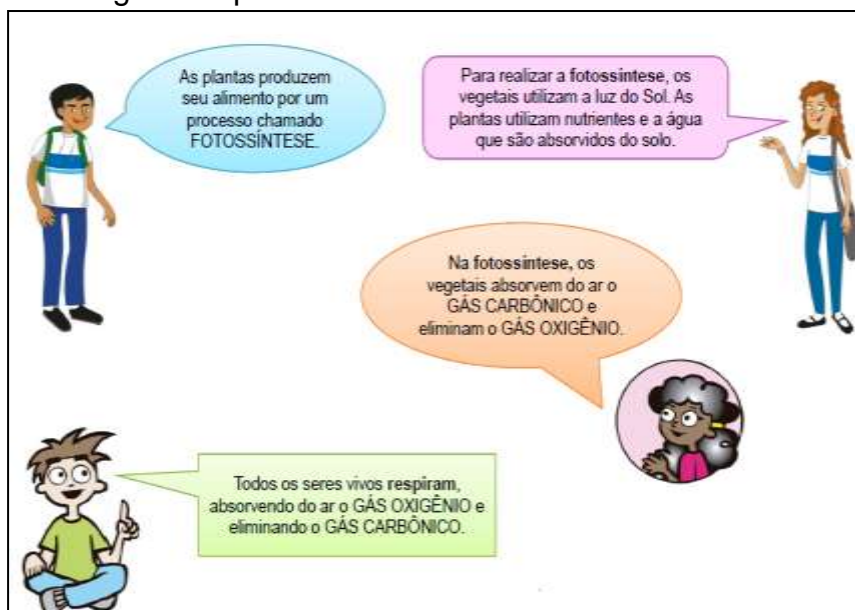 As plantas produzem
seu alimento por um
processo chamado
FOTOSSÍNTESE.
Para realizar a fotossíntese, os
vegetais utilizam a luz do Sol. As
plantas utilizam nutrientes e a água
que são absorvidos do solo.
Na fotossíntese, os
vegetais absorvem do ar o
GÁS CARBÔNICO e
eliminam o GÁS OXIGÊNIO.
Todos os seres vivos respiram,
absorvendo do ar o GÁS OXIGÊNIO e
eliminando o GÁS CARBÔNICO.